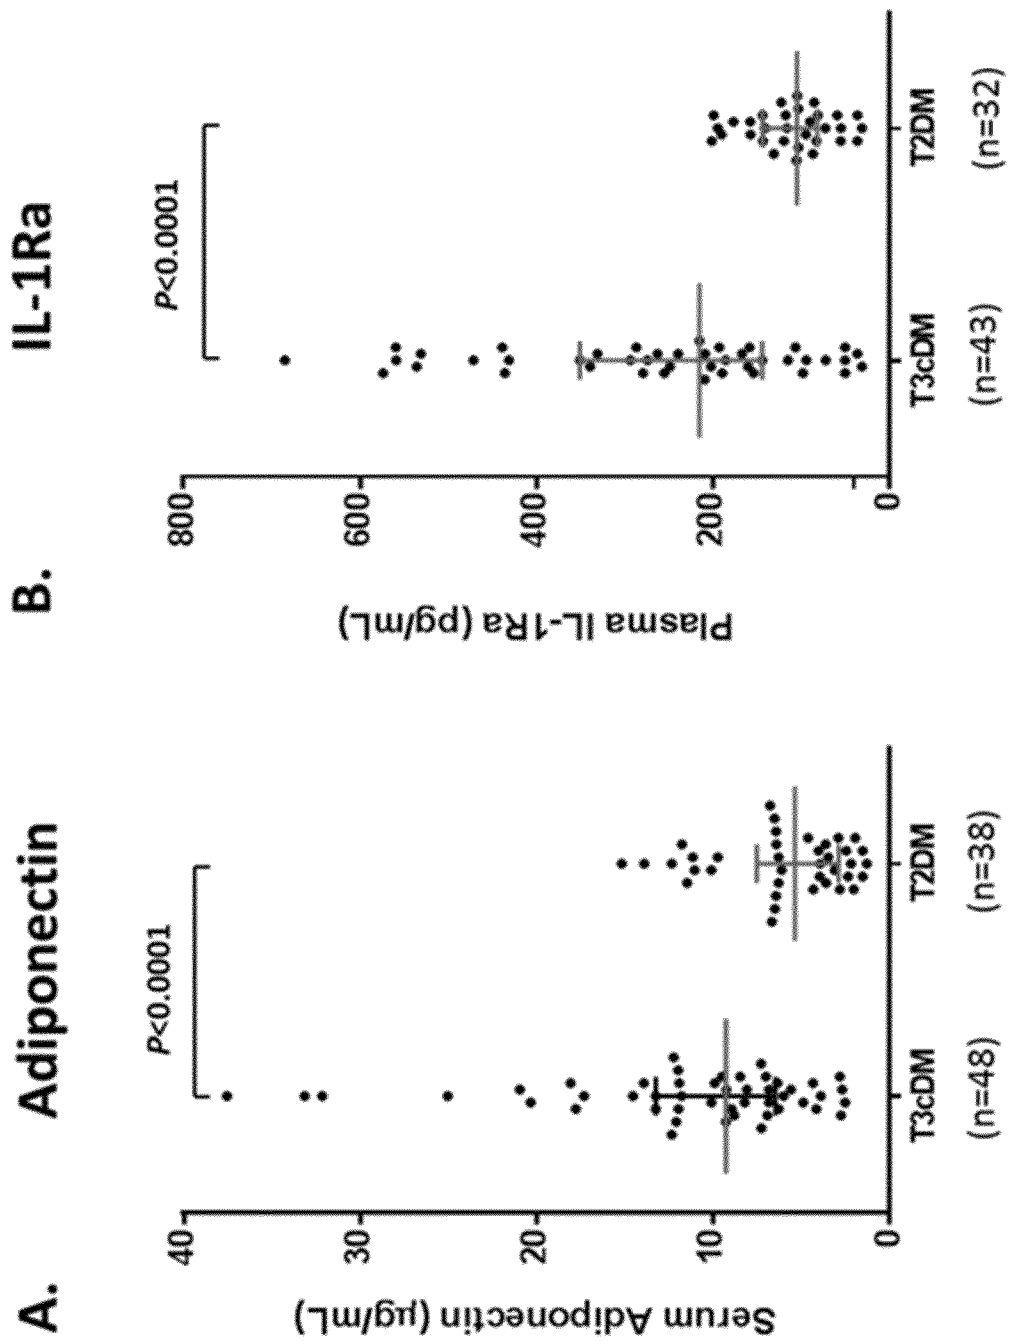 A.
Adiponectin
P<0.0001
Serum Adiponectin (µg/mL)
40
30
20
10
0
T3cDM
T2DM
(n=48)
(n=38)
B.
IL-1Ra
P<0.0001
Plasma IL-1Ra (pg/mL)
800
600
400
200
0
T3cDM
T2DM
(n=43)
(n=32)